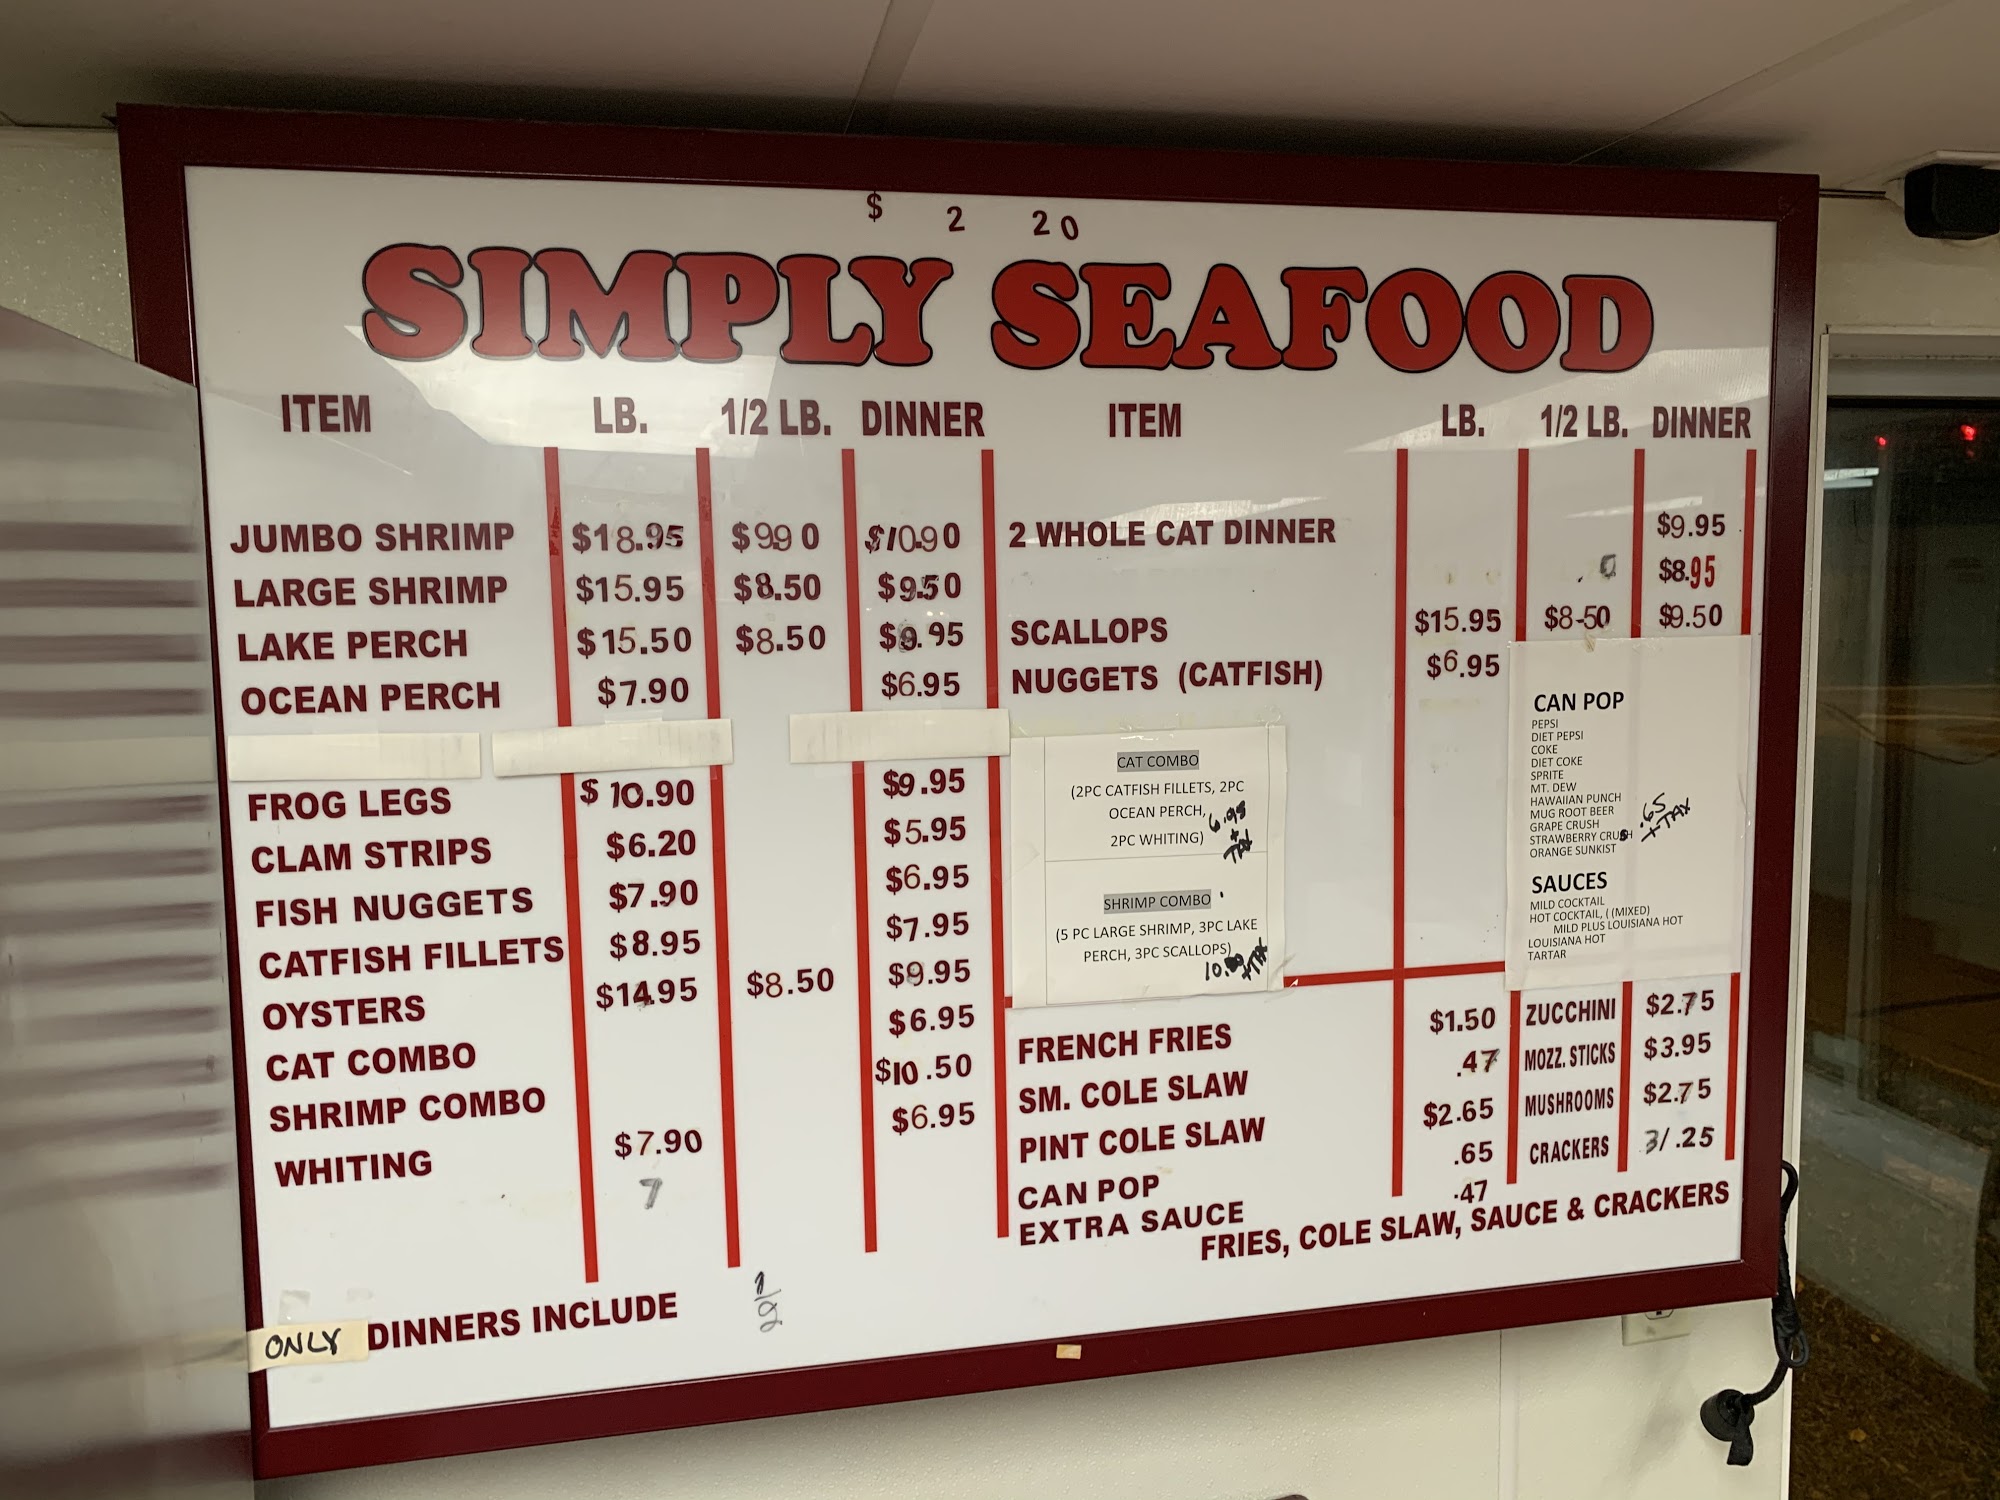 $ 2 20
SIMPLY SEAFOOD
ITEM LB. 1/2 LB. DINNER
JUMBO SHRIMP $18.95 $990 $10.90
LARGE SHRIMP $15.95 $8.50 $9.50
LAKE PERCH $15.50 $8.50 $9.95
OCEAN PERCH $7.90 $6.95
FROG LEGS $10.90 $9.95
CLAM STRIPS $6.20 $5.95
FISH NUGGETS $7.90 $6.95
CATFISH FILLETS $8.95 $7.95
OYSTERS $14.95 $8.50 $9.95
CAT COMBO $6.95
SHRIMP COMBO $10.50
WHITING $7.90 $6.95
7
ITEM LB. 1/2 LB. DINNER
2 WHOLE CAT DINNER $9.95
$8.95
SCALLOPS $15.95 $8-50 $9.50
NUGGETS (CATFISH) $6.95
CAT COMBO
(2PC CATFISH FILLETS, 2PC
OCEAN PERCH,
2PC WHITING) 6.95
+
TAX
SHRIMP COMBO
(5 PC LARGE SHRIMP, 3PC LAKE
PERCH, 3PC SCALLOPS)
+TAX
CAN POP
PEPSI
DIET PEPSI
COKE
DIET COKE
SPRITE
MT. DEW
HAWAIIAN PUNCH
MUG ROOT BEER
GRAPE CRUSH
STRAWBERRY CRUSH
ORANGE SUNKIST
.65
+TAX
SAUCES
MILD COCKTAIL
HOT COCKTAIL, ( (MIXED)
MILD PLUS LOUISIANA HOT
LOUISIANA HOT
TARTAR
FRENCH FRIES $1.50
SM. COLE SLAW .47
PINT COLE SLAW $2.65
CAN POP .65
EXTRA SAUCE .47
ZUCCHINI $2.75
MOZZ. STICKS $3.95
MUSHROOMS $2.75
CRACKERS 3/.25
ONLY DINNERS INCLUDE FRIES, COLE SLAW, SAUCE & CRACKERS